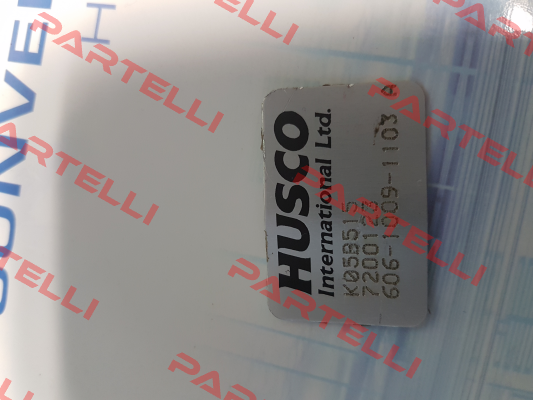 HUSCO
International Ltd.
K05B515
7200123
606-1009-1103 A
PARTELLI
PARTELLI
PARTELLI
PARTELLI
PARTELLI
PARTELLI
PARTELLI